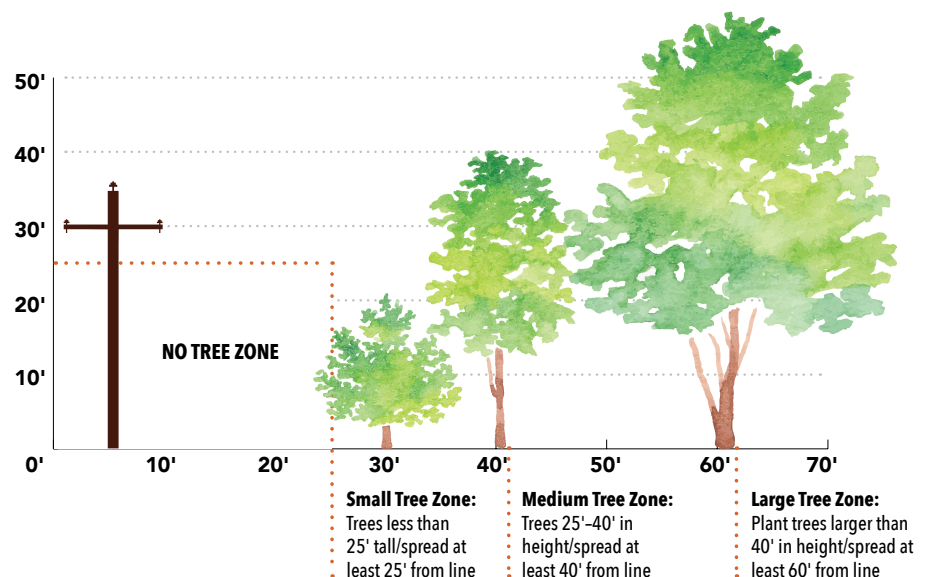 50'
40'
30'
20'
10'
NO TREE ZONE
0' 10' 20' 30' 40' 50' 60' 70'
Small Tree Zone:
Trees less than
25' tall/spread at
least 25' from line
Medium Tree Zone:
Trees 25'–40' in
height/spread at
least 40' from line
Large Tree Zone:
Plant trees larger than
40' in height/spread at
least 60' from line